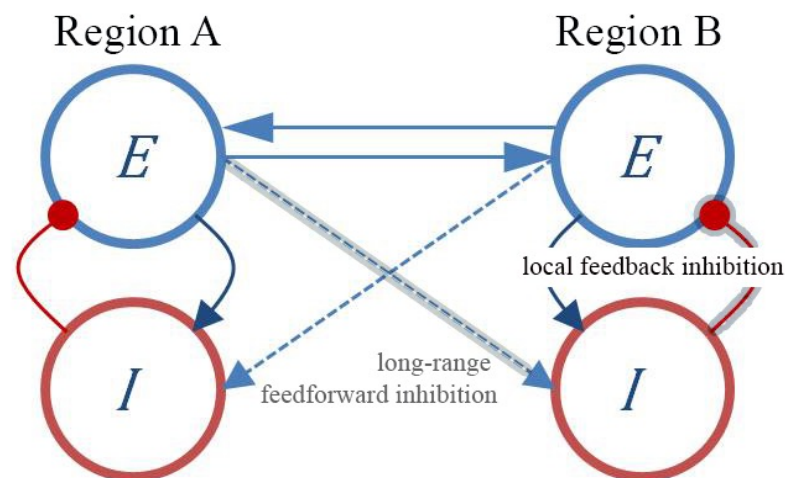 Region A
Region B
E
E
local feedback inhibition
long-range
feedforward inhibition
I
I